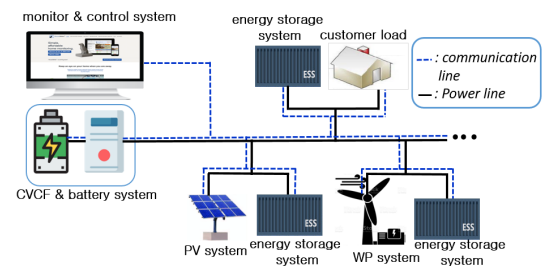 monitor & control system
energy storage
system
customer load
ESS
- - - : communication
line
— : Power line
CVCF & battery system
ESS
ESS
PV system
energy storage
system
WP system
energy storage
system